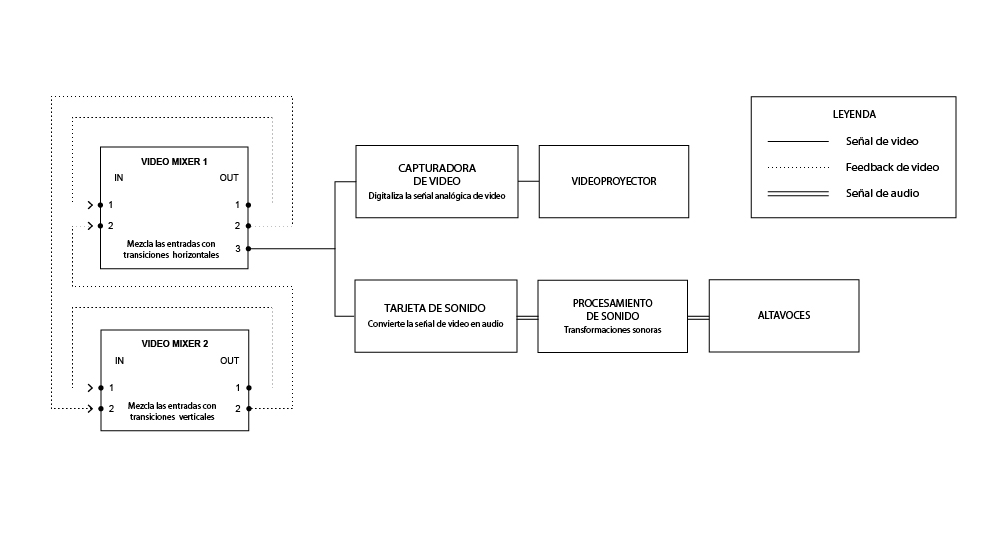 VIDEO MIXER 1
IN OUT
1 1
2 2
3
Mezcla las entradas con
transiciones horizontales
VIDEO MIXER 2
IN OUT
1 1
2 2
Mezcla las entradas con
transiciones verticales
CAPTURADORA
DE VIDEO
Digitaliza la señal analógica de video
VIDEOPROYECTOR
TARJETA DE SONIDO
Convierte la señal de video en audio
PROCESAMIENTO
DE SONIDO
Transformaciones sonoras
ALTAVOCES
LEYENDA
Señal de video
Feedback de video
Señal de audio